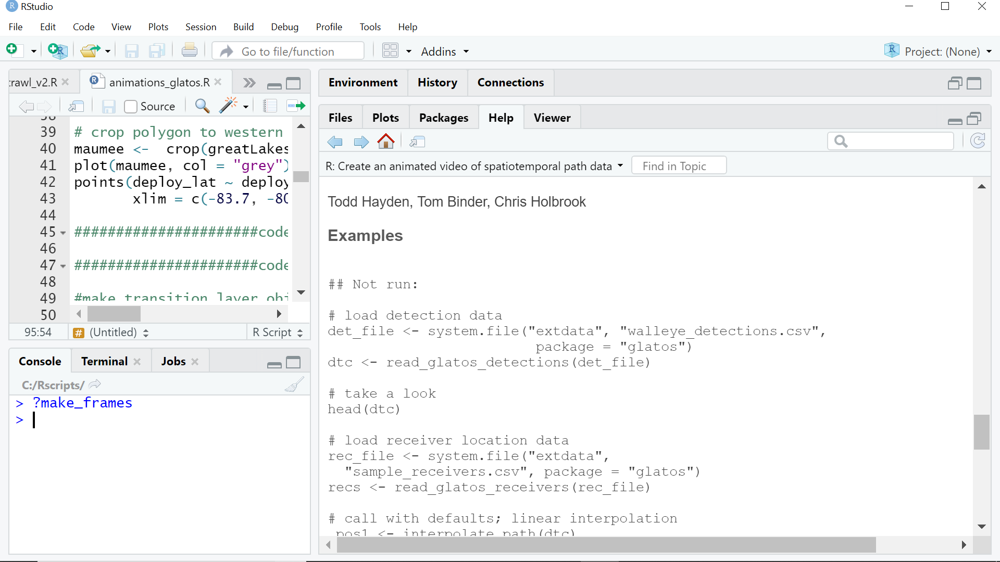 RStudio
File Edit Code View Plots Session Build Debug Profile Tools Help
Go to file/function Addins Project: (None)
rawl_v2.R animations_glatos.R
Source
38
39 # crop polygon to western
40 maumee <-  crop(greatLakes
41 plot(maumee, col = "grey")
42 points(deploy_lat ~ deploy
43 xlim = c(-83.7, -80
44
45 ######################code
46
47 ######################code
48
49 #make transition layer obj
50
95:54 # (Untitled) R Script
Console Terminal Jobs
C:/Rscripts/
> ?make_frames
>
Environment History Connections
Files Plots Packages Help Viewer
R: Create an animated video of spatiotemporal path data Find in Topic
Todd Hayden, Tom Binder, Chris Holbrook
Examples
## Not run:
# load detection data
det_file <- system.file("extdata", "walleye_detections.csv",
package = "glatos")
dtc <- read_glatos_detections(det_file)
# take a look
head(dtc)
# load receiver location data
rec_file <- system.file("extdata",
"sample_receivers.csv", package = "glatos")
recs <- read_glatos_receivers(rec_file)
# call with defaults; linear interpolation
pos1 <- interpolate_path(dtc)